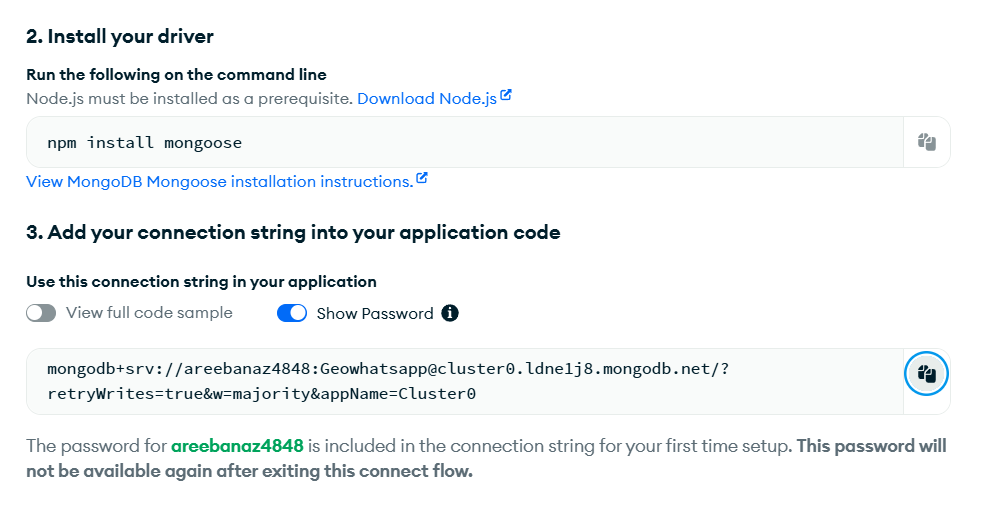 2. Install your driver
Run the following on the command line
Node.js must be installed as a prerequisite. Download Node.js
npm install mongoose
View MongoDB Mongoose installation instructions.
3. Add your connection string into your application code
Use this connection string in your application
View full code sample
Show Password
mongodb+srv://areebanaz4848:Geowhatsapp@cluster0.ldne1j8.mongodb.net/?
retryWrites=true&w=majority&appName=Cluster0
The password for areebanaz4848 is included in the connection string for your first time setup. This password will
not be available again after exiting this connect flow.